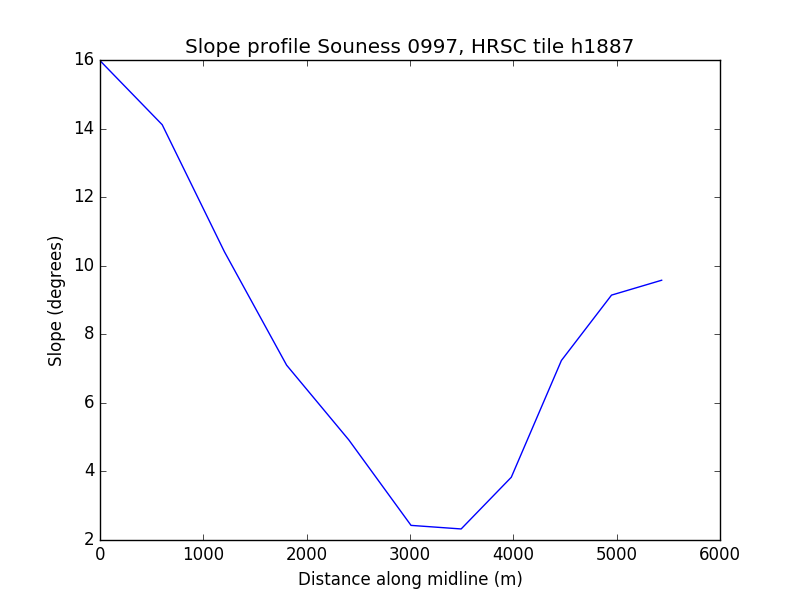 Slope profile Souness 0997, HRSC tile h1887
16
14
12
10
8
6
4
2
Slope (degrees)
0 1000 2000 3000 4000 5000 6000
Distance along midline (m)